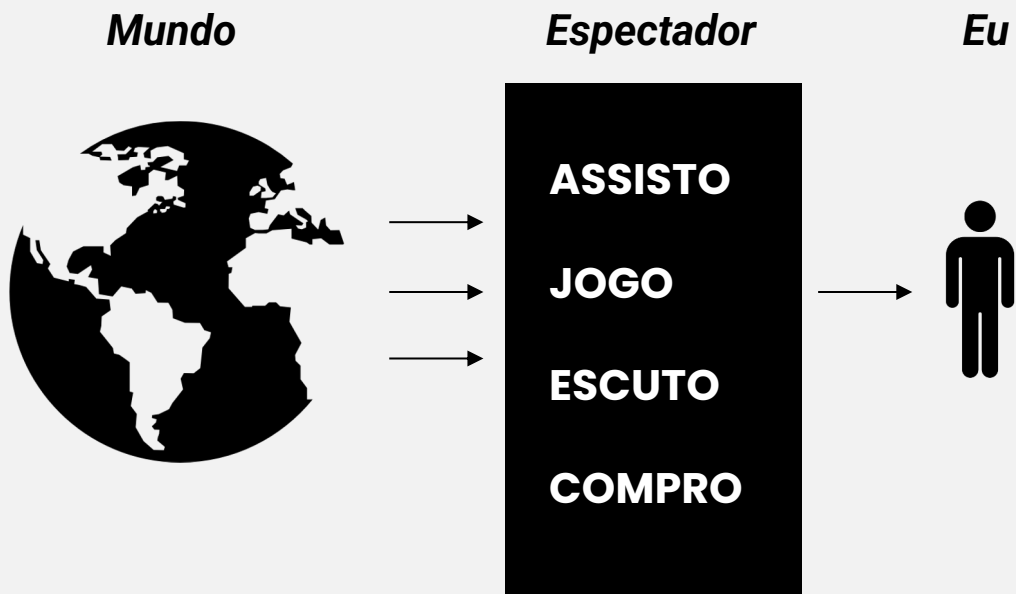 Mundo
Espectador
Eu
ASSISTO
JOGO
ESCUTO
COMPRO